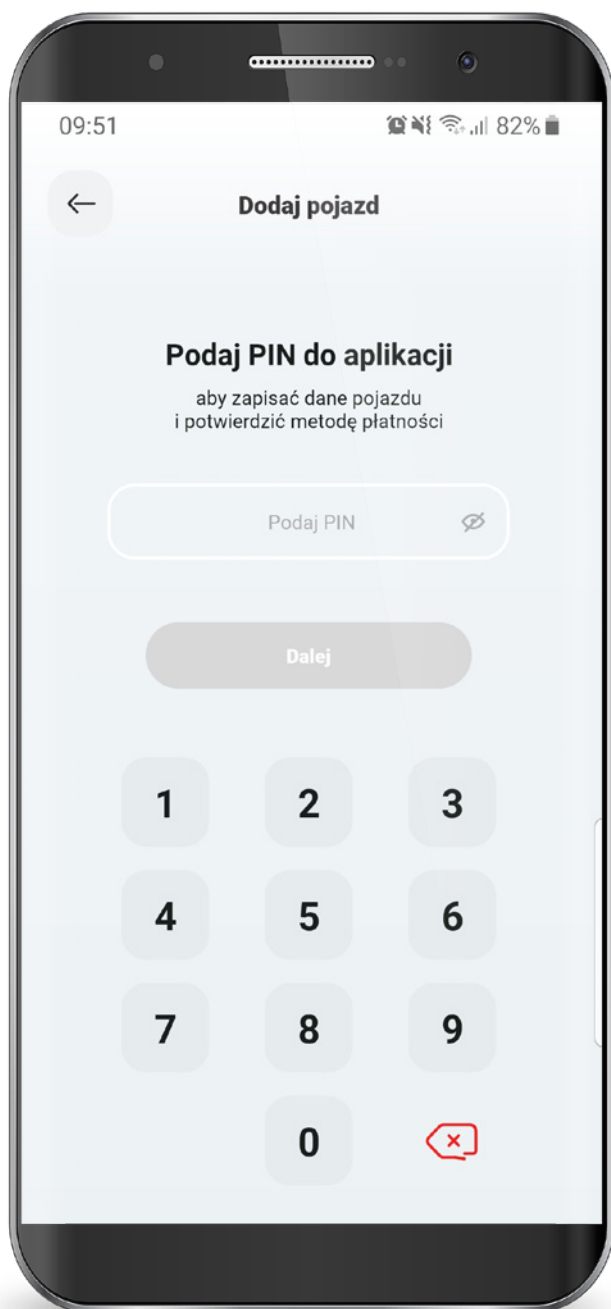 09:51 82%
Dodaj pojazd
Podaj PIN do aplikacji
aby zapisać dane pojazdu
i potwierdzić metodę płatności
Podaj PIN
Dalej
1 2 3
4 5 6
7 8 9
0